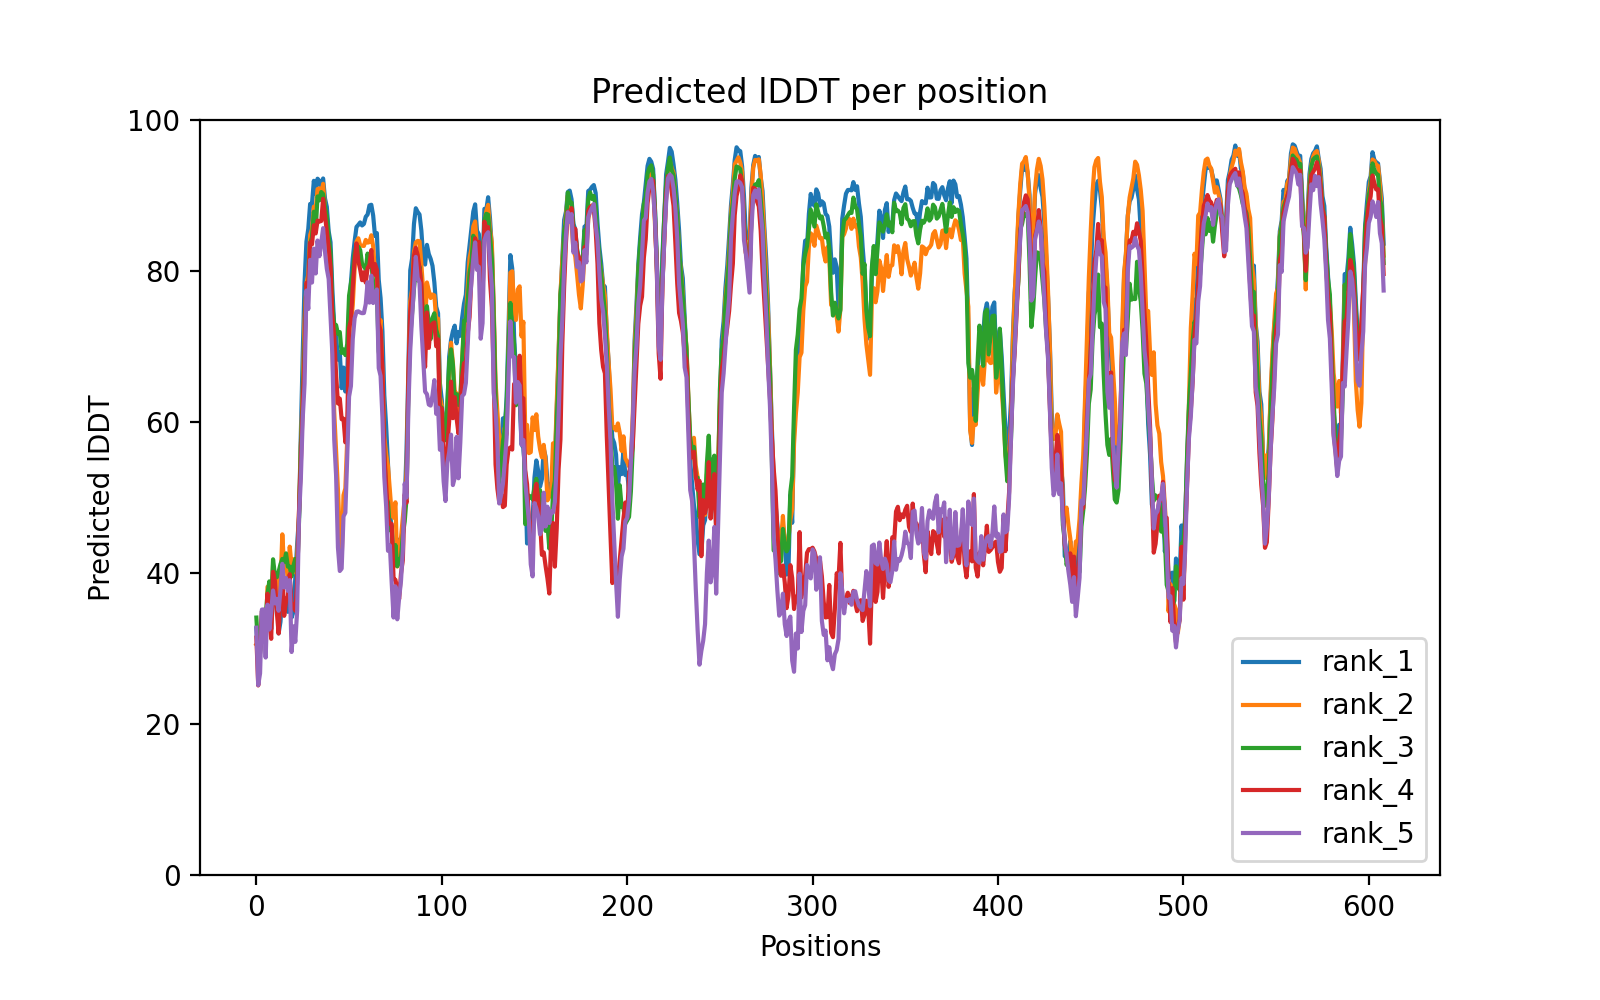 Predicted lDDT per position
Predicted lDDT
100
80
60
40
20
0
0 100 200 300 400 500 600
Positions
rank_1
rank_2
rank_3
rank_4
rank_5